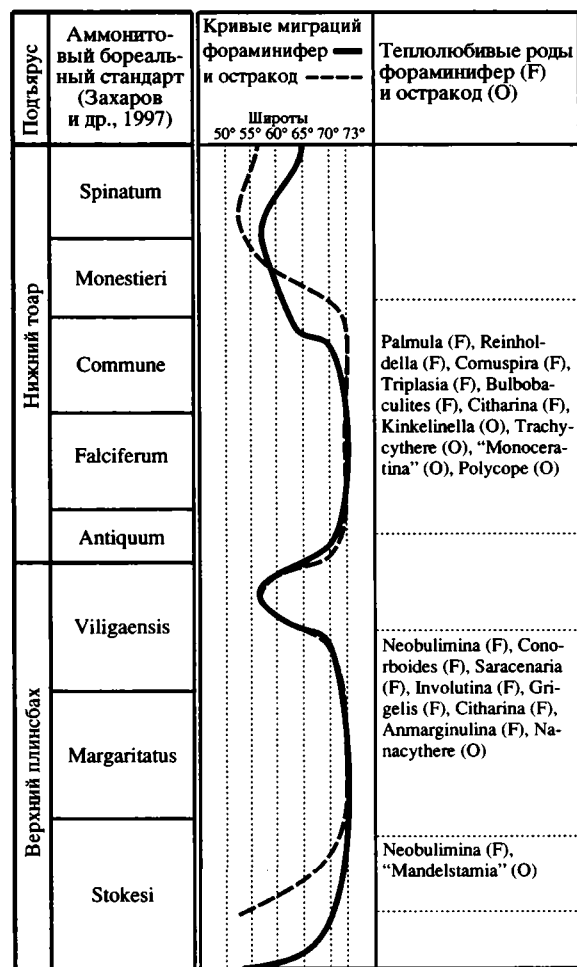 Подъярус
Аммонито-
вый бореаль-
ный стандарт
(Захаров
и др., 1997)
Кривые миграций
фораминифер
и остракод
Широты
50° 55° 60° 65° 70° 73°
Теплолюбивые роды
фораминифер (F)
и остракод (O)
Нижний тоар
Spinatum
Monestieri
Commune
Falciferum
Antiquum
Palmula (F), Reinhol-
della (F), Cornuspira (F),
Triplasia (F), Bulboba-
culites (F), Citharina (F),
Kinkelinella (O), Trachy-
cythere (O), “Monocera-
tina” (O), Polycope (O)
Верхний плинсбах
Viligaensis
Margaritatus
Stokesi
Neobulimina (F), Cono-
rboides (F), Saracenaria
(F), Involutina (F), Gri-
gelis (F), Citharina (F),
Anmarginulina (F), Na-
nacythere (O)
Neobulimina (F),
“Mandelstamia” (O)